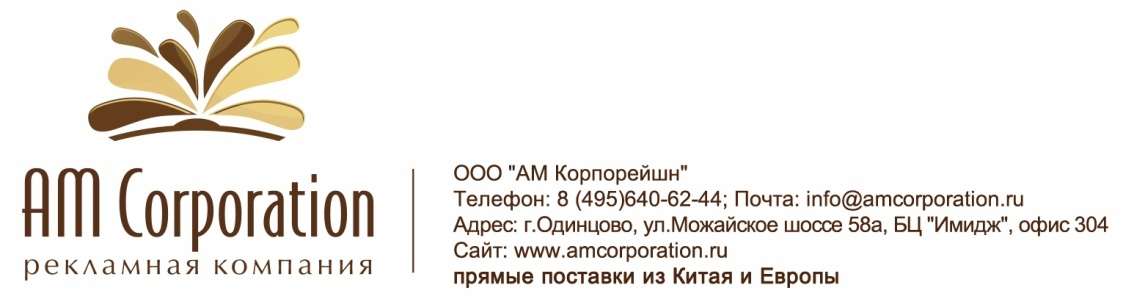 AM Corporation
рекламная компания
ООО "АМ Корпорейшн"
Телефон: 8 (495)640-62-44; Почта: info@amcorporation.ru
Адрес: г.Одинцово, ул.Можайское шоссе 58а, БЦ "Имидж", офис 304
Сайт: www.amcorporation.ru
прямые поставки из Китая и Европы